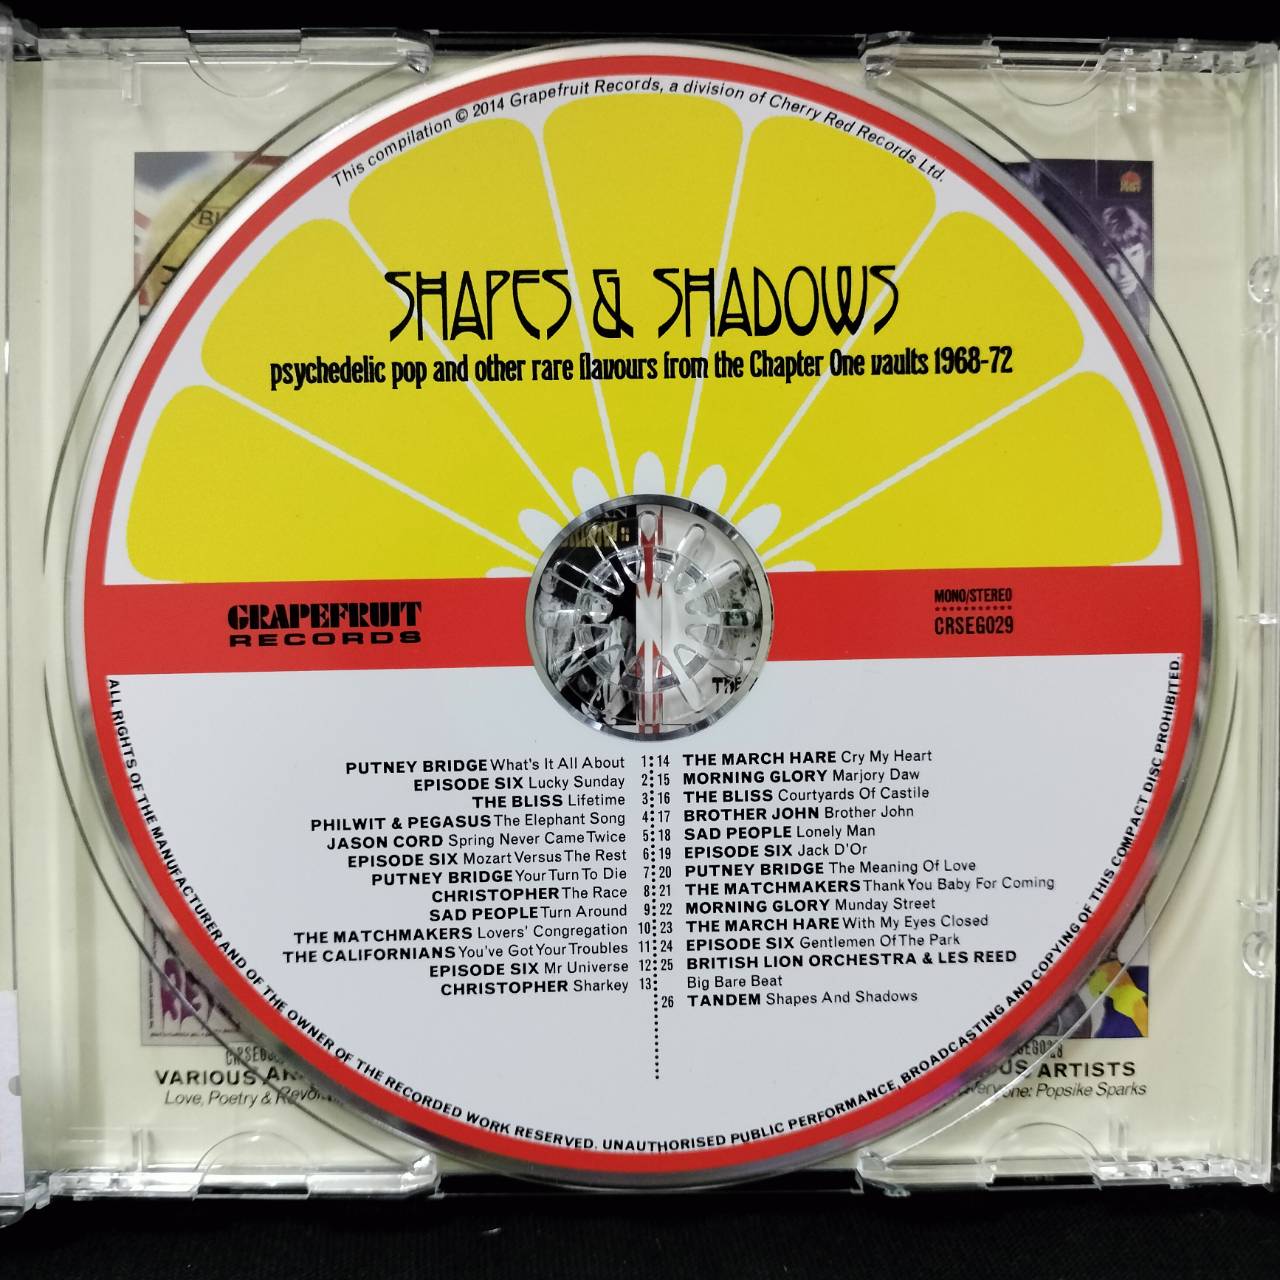 This compilation © 2014 Grapefruit Records, a division of Cherry Red Records Ltd.
SHAPES & SHADOWS
psychedelic pop and other rare flavours from the Chapter One vaults 1968-72
GRAPEFRUIT
RECORDS
MONO/STEREO
CRSEG029
PUTNEY BRIDGE What's It All About 1
EPISODE SIX Lucky Sunday 2
THE BLISS Lifetime 3
PHILWIT & PEGASUS The Elephant Song 4
JASON CORD Spring Never Came Twice 5
EPISODE SIX Mozart Versus The Rest 6
PUTNEY BRIDGE Your Turn To Die 7
CHRISTOPHER The Race 8
SAD PEOPLE Turn Around 9
THE MATCHMAKERS Lovers' Congregation 10
THE CALIFORNIANS You've Got Your Troubles 11
EPISODE SIX Mr Universe 12
CHRISTOPHER Sharkey 13
14 THE MARCH HARE Cry My Heart
15 MORNING GLORY Marjory Daw
16 THE BLISS Courtyards Of Castile
17 BROTHER JOHN Brother John
18 SAD PEOPLE Lonely Man
19 EPISODE SIX Jack D'Or
20 PUTNEY BRIDGE The Meaning Of Love
21 THE MATCHMAKERS Thank You Baby For Coming
22 MORNING GLORY Munday Street
23 THE MARCH HARE With My Eyes Closed
24 EPISODE SIX Gentlemen Of The Park
25 BRITISH LION ORCHESTRA & LES REED
Big Bare Beat
26 TANDEM Shapes And Shadows
ALL RIGHTS OF THE MANUFACTURER AND OF THE OWNER OF THE RECORDED WORK RESERVED. UNAUTHORISED PUBLIC PERFORMANCE, BROADCASTING AND COPYING OF THIS COMPACT DISC PROHIBITED.
VARIOUS
Love, Poetry &
ARTISTS
Popsike Sparks